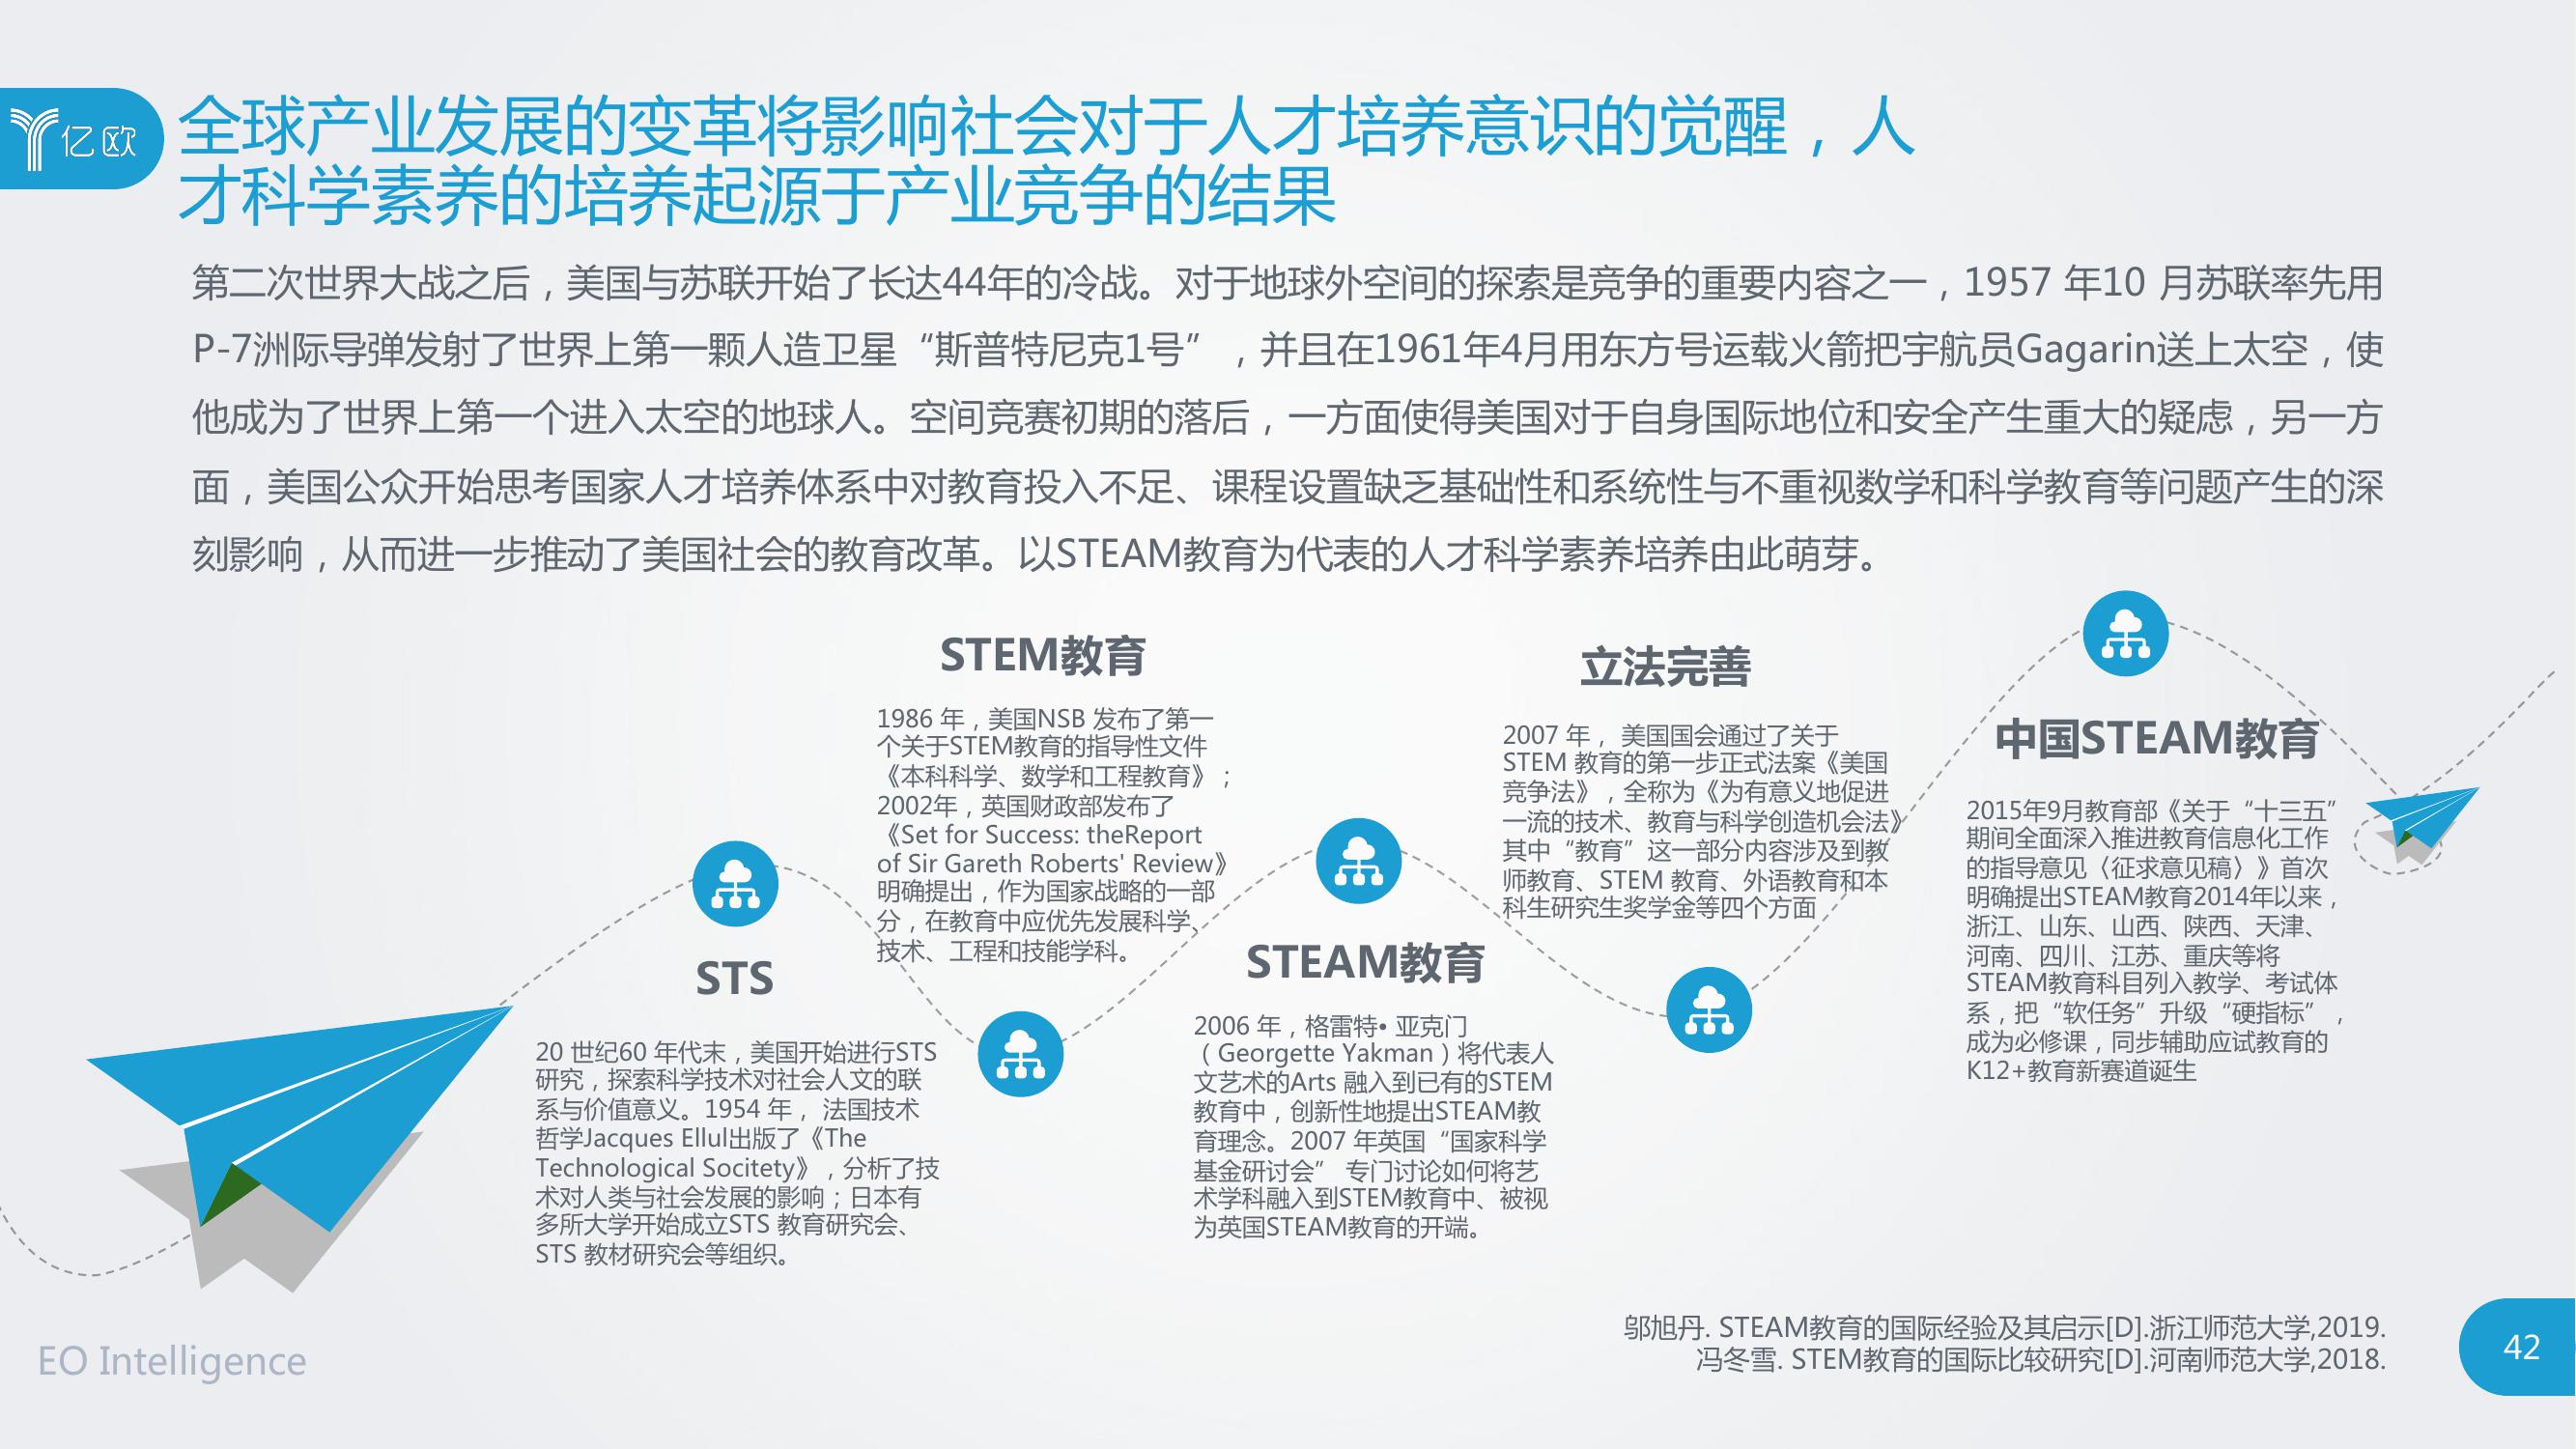 亿欧
全球产业发展的变革将影响社会对于人才培养意识的觉醒，人
才科学素养的培养起源于产业竞争的结果
第二次世界大战之后，美国与苏联开始了长达44年的冷战。对于地球外空间的探索是竞争的重要内容之一，1957 年10 月苏联率先用
P-7洲际导弹发射了世界上第一颗人造卫星“斯普特尼克1号”，并且在1961年4月用东方号运载火箭把宇航员Gagarin送上太空，使
他成为了世界上第一个进入太空的地球人。空间竞赛初期的落后，一方面使得美国对于自身国际地位和安全产生重大的疑虑，另一方
面，美国公众开始思考国家人才培养体系中对教育投入不足、课程设置缺乏基础性和系统性与不重视数学和科学教育等问题产生的深
刻影响，从而进一步推动了美国社会的教育改革。以STEAM教育为代表的人才科学素养培养由此萌芽。
STS
20 世纪60 年代末，美国开始进行STS
研究，探索科学技术对社会人文的联
系与价值意义。1954 年， 法国技术
哲学Jacques Ellul出版了《The
Technological Socitety》，分析了技
术对人类与社会发展的影响；日本有
多所大学开始成立STS 教育研究会、
STS 教材研究会等组织。
STEM教育
1986 年，美国NSB 发布了第一
个关于STEM教育的指导性文件
《本科科学、数学和工程教育》；
2002年，英国财政部发布了
《Set for Success: theReport
of Sir Gareth Roberts' Review》
明确提出，作为国家战略的一部
分，在教育中应优先发展科学、
技术、工程和技能学科。
STEAM教育
2006 年，格雷特• 亚克门
（Georgette Yakman）将代表人
文艺术的Arts 融入到已有的STEM
教育中，创新性地提出STEAM教
育理念。2007 年英国“国家科学
基金研讨会” 专门讨论如何将艺
术学科融入到STEM教育中、被视
为英国STEAM教育的开端。
立法完善
2007 年， 美国国会通过了关于
STEM 教育的第一步正式法案《美国
竞争法》，全称为《为有意义地促进
一流的技术、教育与科学创造机会法》
其中“教育”这一部分内容涉及到教
师教育、STEM 教育、外语教育和本
科生研究生奖学金等四个方面
中国STEAM教育
2015年9月教育部《关于“十三五”
期间全面深入推进教育信息化工作
的指导意见〈征求意见稿〉》首次
明确提出STEAM教育2014年以来，
浙江、山东、山西、陕西、天津、
河南、四川、江苏、重庆等将
STEAM教育科目列入教学、考试体
系，把“软任务”升级“硬指标”，
成为必修课，同步辅助应试教育的
K12+教育新赛道诞生
邬旭丹. STEAM教育的国际经验及其启示[D].浙江师范大学,2019.
冯冬雪. STEM教育的国际比较研究[D].河南师范大学,2018.
EO Intelligence
42